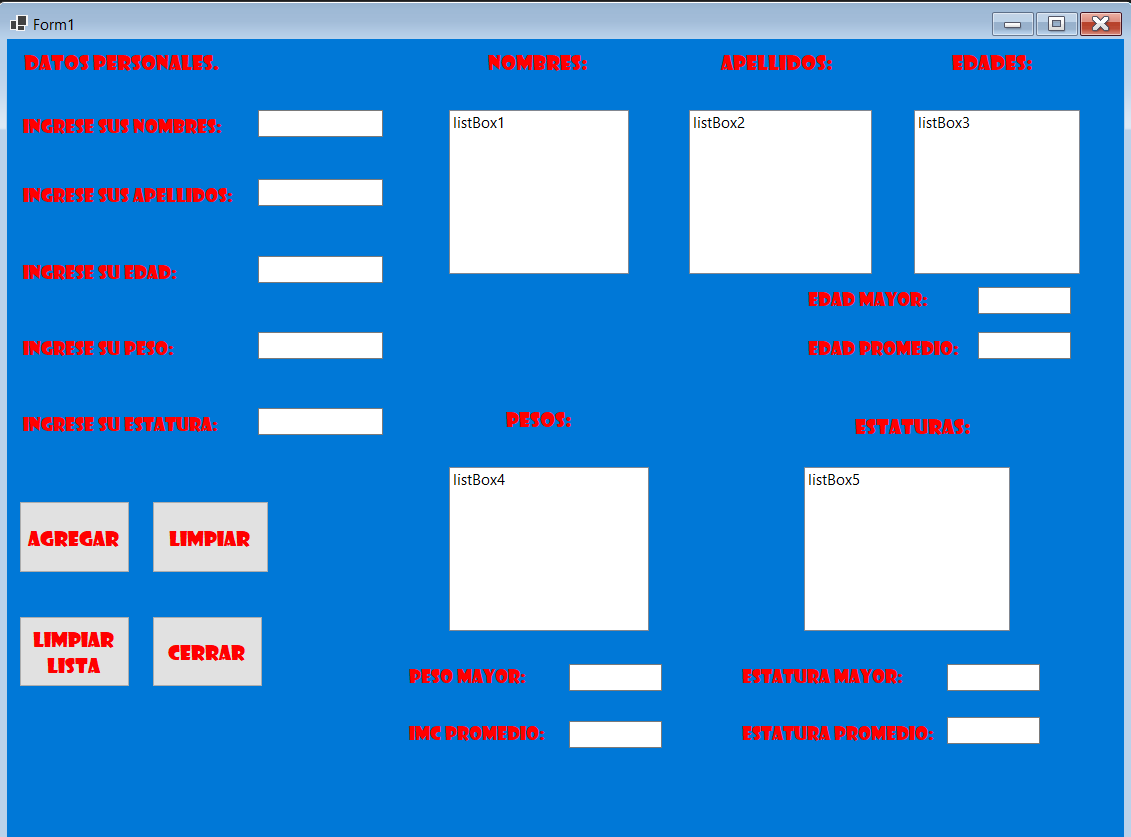 Form1
DATOS PERSONALES.
NOMBRES:
APELLIDOS:
EDADES:
INGRESE SUS NOMBRES:
listBox1
listBox2
listBox3
INGRESE SUS APELLIDOS:
INGRESE SU EDAD:
EDAD MAYOR:
INGRESE SU PESO:
EDAD PROMEDIO:
INGRESE SU ESTATURA:
PESOS:
ESTATURAS:
listBox4
listBox5
AGREGAR
LIMPIAR
LIMPIAR
LISTA
CERRAR
PESO MAYOR:
ESTATURA MAYOR:
IMC PROMEDIO:
ESTATURA PROMEDIO: